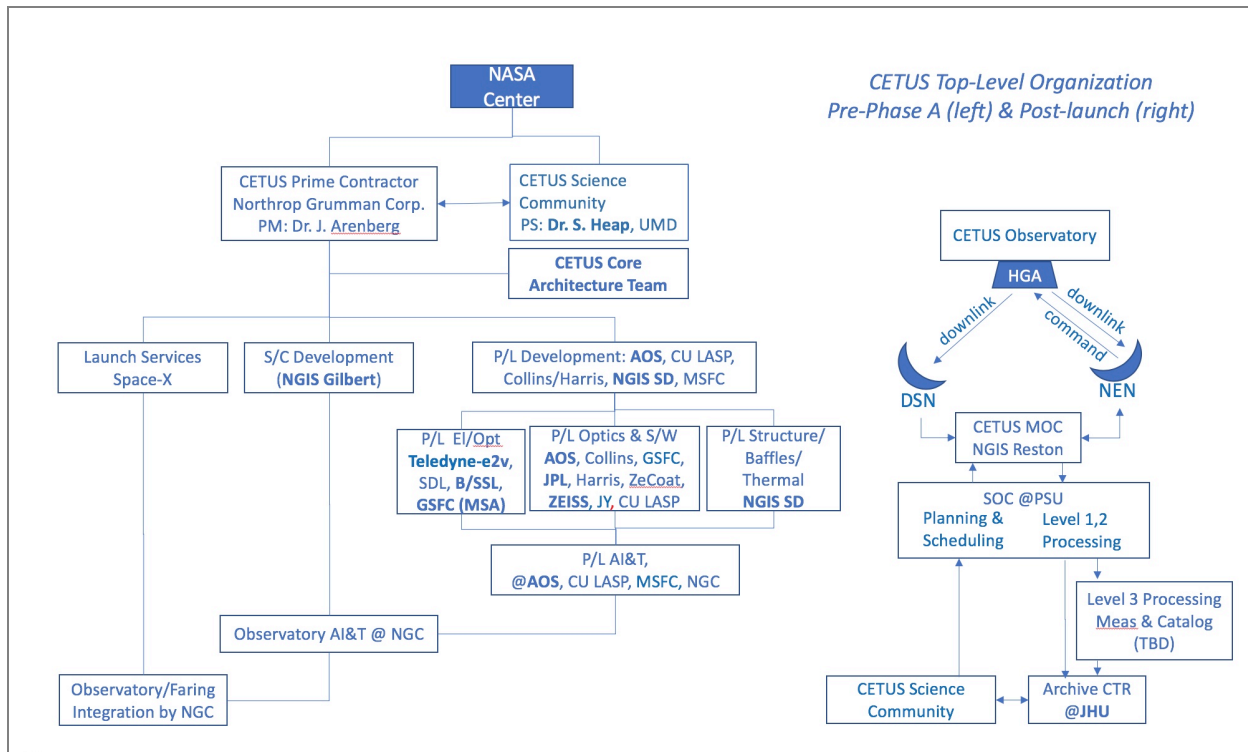 NASA
Center
CETUS Top-Level Organization
Pre-Phase A (left) & Post-launch (right)
CETUS Prime Contractor
Northrop Grumman Corp.
PM: Dr. J. Arenberg
CETUS Science
Community
PS: Dr. S. Heap, UMD
CETUS Core
Architecture Team
Launch Services
Space-X
S/C Development
(NGIS Gilbert)
P/L Development: AOS, CU LASP,
Collins/Harris, NGIS SD, MSFC
P/L El/Opt
Teledyne-e2v,
SDL, B/SSL,
GSFC (MSA)
P/L Optics & S/W
AOS, Collins, GSFC,
JPL, Harris, ZeCoat,
ZEISS, JY, CU LASP
P/L Structure/
Baffles/
Thermal
NGIS SD
P/L AI&T,
@AOS, CU LASP, MSFC, NGC
Observatory AI&T @ NGC
Observatory/Faring
Integration by NGC
CETUS Observatory
HGA
downlink
downlink
command
DSN
NEN
CETUS MOC
NGIS Reston
SOC @PSU
Planning &
Scheduling
Level 1,2
Processing
Level 3 Processing
Meas & Catalog
(TBD)
CETUS Science
Community
Archive CTR
@JHU